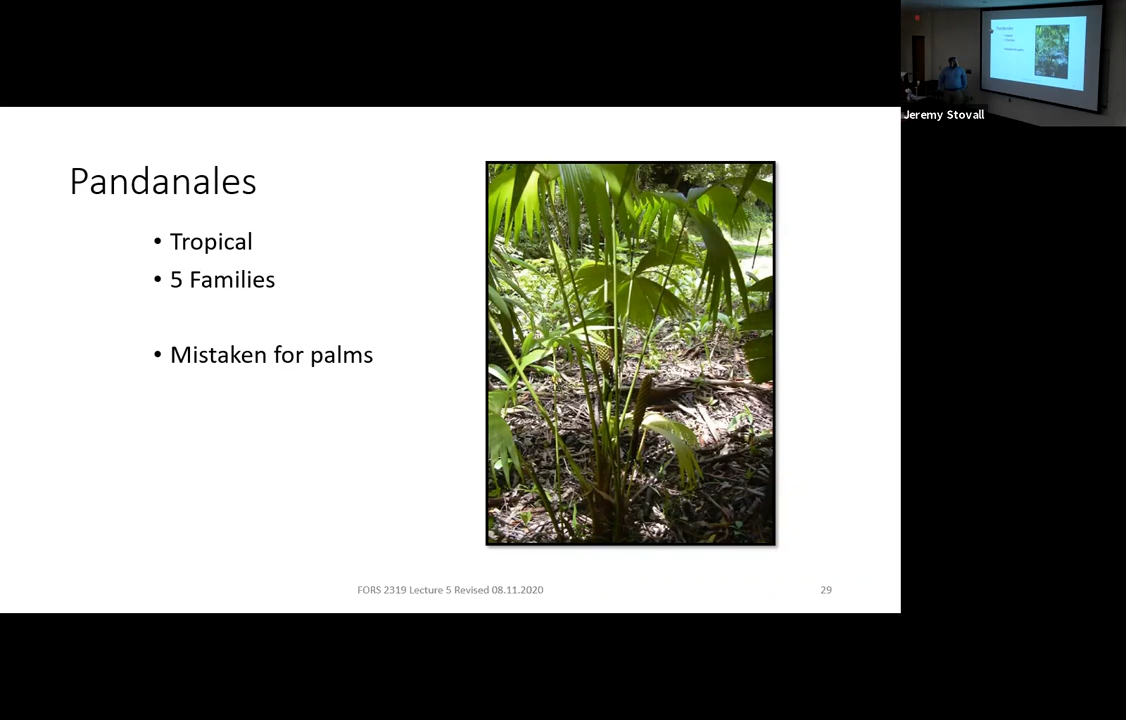 Pandanales
• Tropical
• 5 Families
• Mistaken for palms
FORS 2319 Lecture 5 Revised 08.11.2020
29
Jeremy Stovall